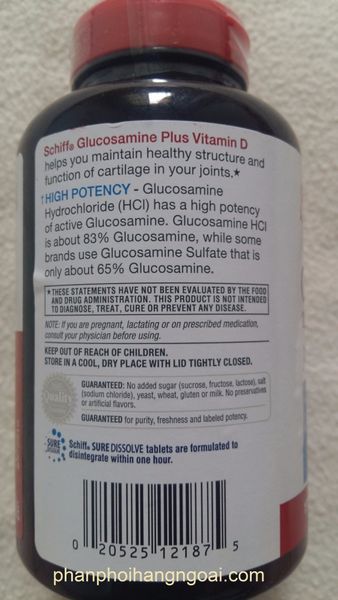 Schiff® Glucosamine Plus Vitamin D
helps you maintain healthy structure and
function of cartilage in your joints.*
†HIGH POTENCY - Glucosamine
Hydrochloride (HCl) has a high potency
of active Glucosamine. Glucosamine HCl
is about 83% Glucosamine, while some
brands use Glucosamine Sulfate that is
only about 65% Glucosamine.
*THESE STATEMENTS HAVE NOT BEEN EVALUATED BY THE FOOD
AND DRUG ADMINISTRATION. THIS PRODUCT IS NOT INTENDED
TO DIAGNOSE, TREAT, CURE OR PREVENT ANY DISEASE.
NOTE: If you are pregnant, lactating or on prescribed medication,
consult your physician before using.
KEEP OUT OF REACH OF CHILDREN.
STORE IN A COOL, DRY PLACE WITH LID TIGHTLY CLOSED.
Quality
GUARANTEED: No added sugar (sucrose, fructose, lactose), salt
(sodium chloride), yeast, wheat, gluten or milk. No preservatives
or artificial flavors.
GUARANTEED for purity, freshness and labeled potency.
SURE
Schiff® SURE DISSOLVE tablets are formulated to
disintegrate within one hour.
0 20525 12187 5
phanphoihangngoai.com